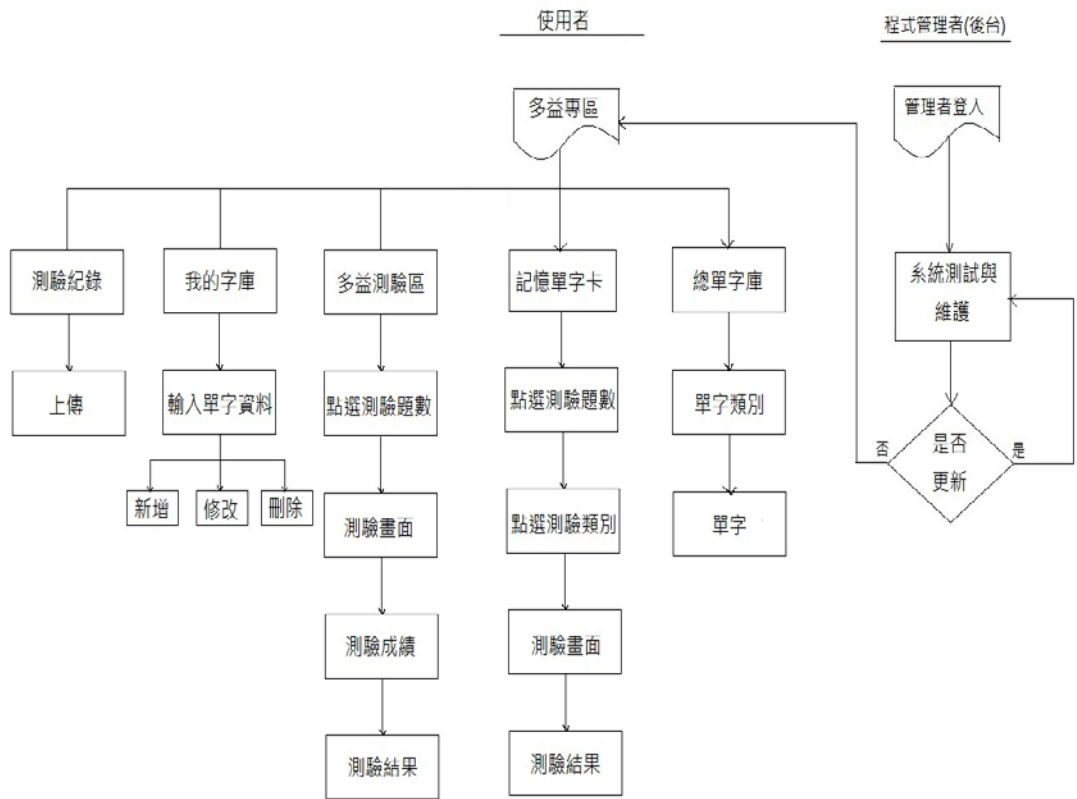 使用者
程式管理者(後台)
多益專區
管理者登入
測驗紀錄
我的字庫
多益測驗區
記憶單字卡
總單字庫
系統測試與
維護
上傳
輸入單字資料
點選測驗題數
點選測驗題數
單字類別
否
是否
更新
是
新增
修改
刪除
測驗畫面
點選測驗類別
單字
測驗成績
測驗畫面
測驗結果
測驗結果